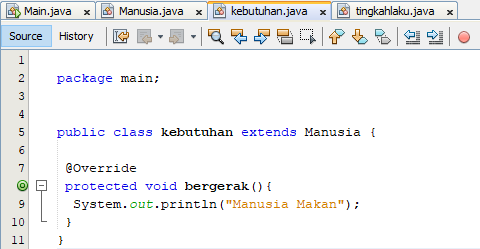 Main.java Manusia.java kebutuhan.java tingkahlaku.java
Source History
1
2 package main;
3
4
5 public class kebutuhan extends Manusia {
6
7 @Override
protected void bergerak(){
9 System.out.println("Manusia Makan");
10 }
11 }